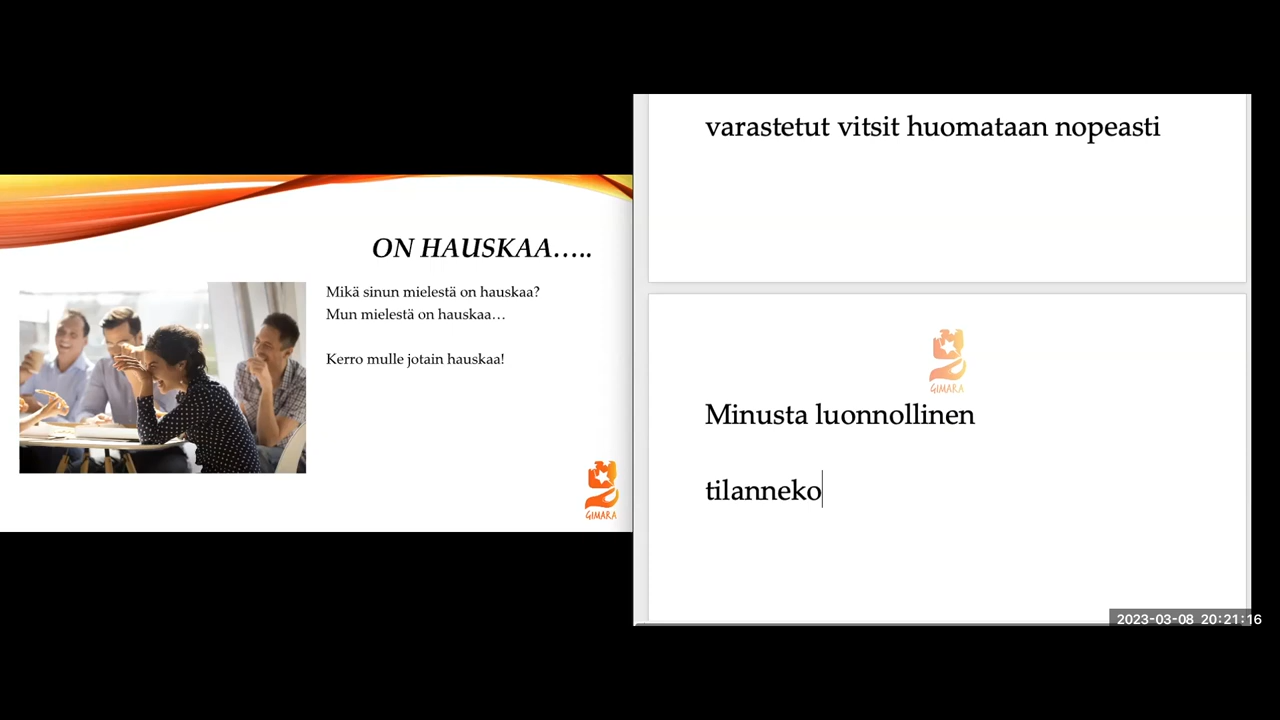 ON HAUSKAA…..
Mikä sinun mielestä on hauskaa?
Mun mielestä on hauskaa…
Kerro mulle jotain hauskaa!
GIMARA
varastetut vitsit huomataan nopeasti
GIMARA
Minusta luonnollinen
tilanneko
2023-03-08 20:21:16